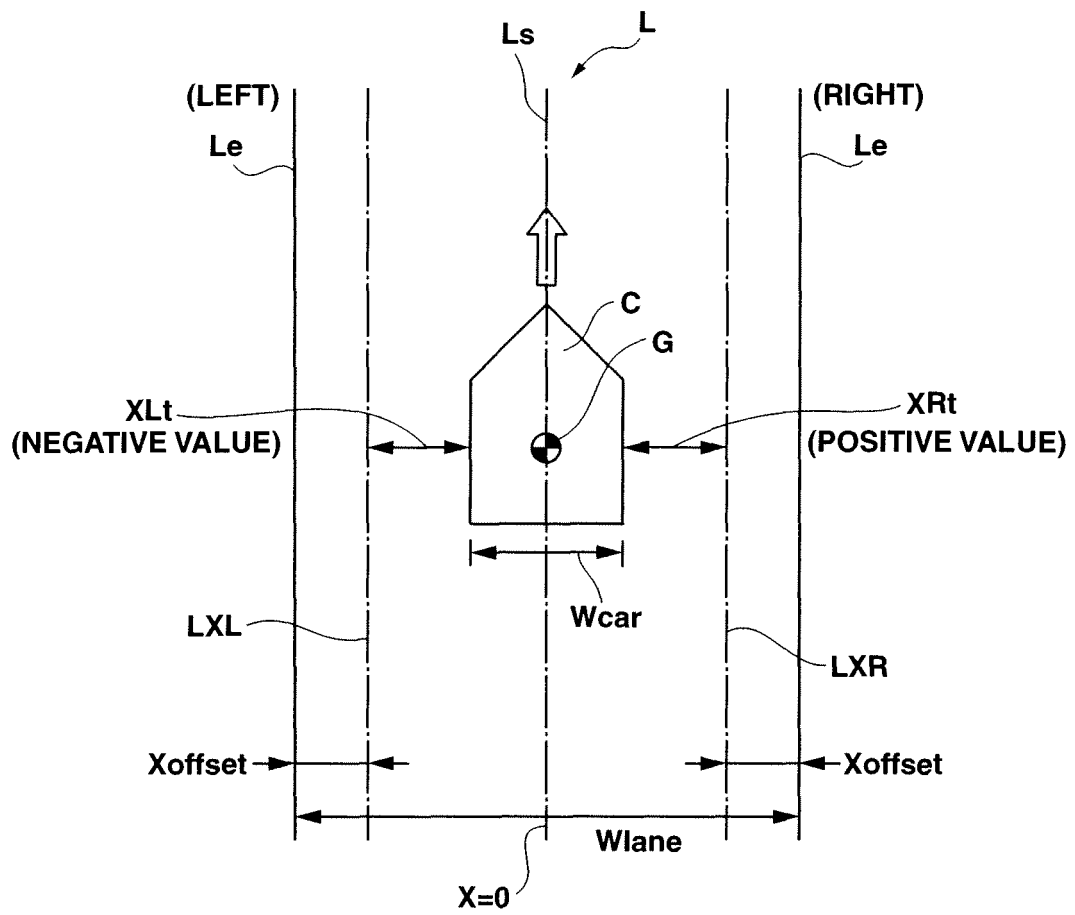 Ls
L
(LEFT)
(RIGHT)
Le
Le
C
G
XLt
(NEGATIVE VALUE)
XRt
(POSITIVE VALUE)
Wcar
LXL
LXR
Xoffset
Xoffset
Wlane
X=0